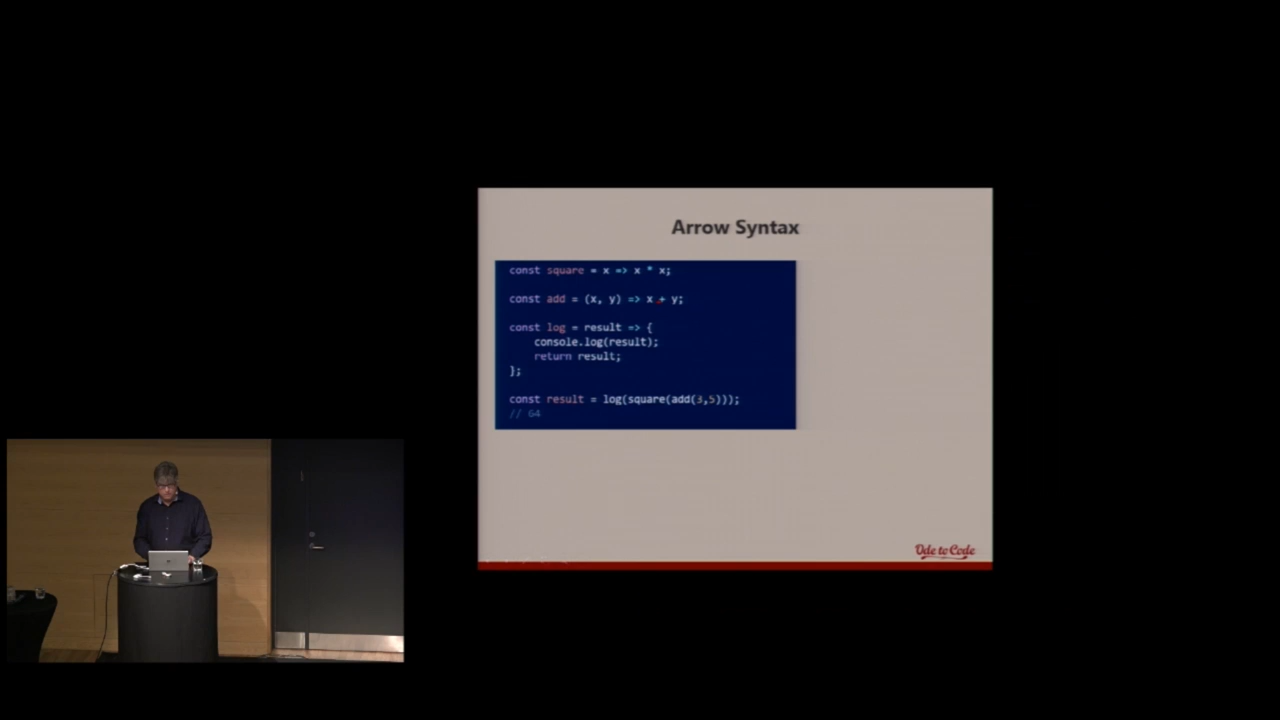 Arrow Syntax
const square = x => x * x;
const add = (x, y) => x + y;
const log = result => {
console.log(result);
return result;
};
const result = log(square(add(3,5)));
// 64
Ode to Code